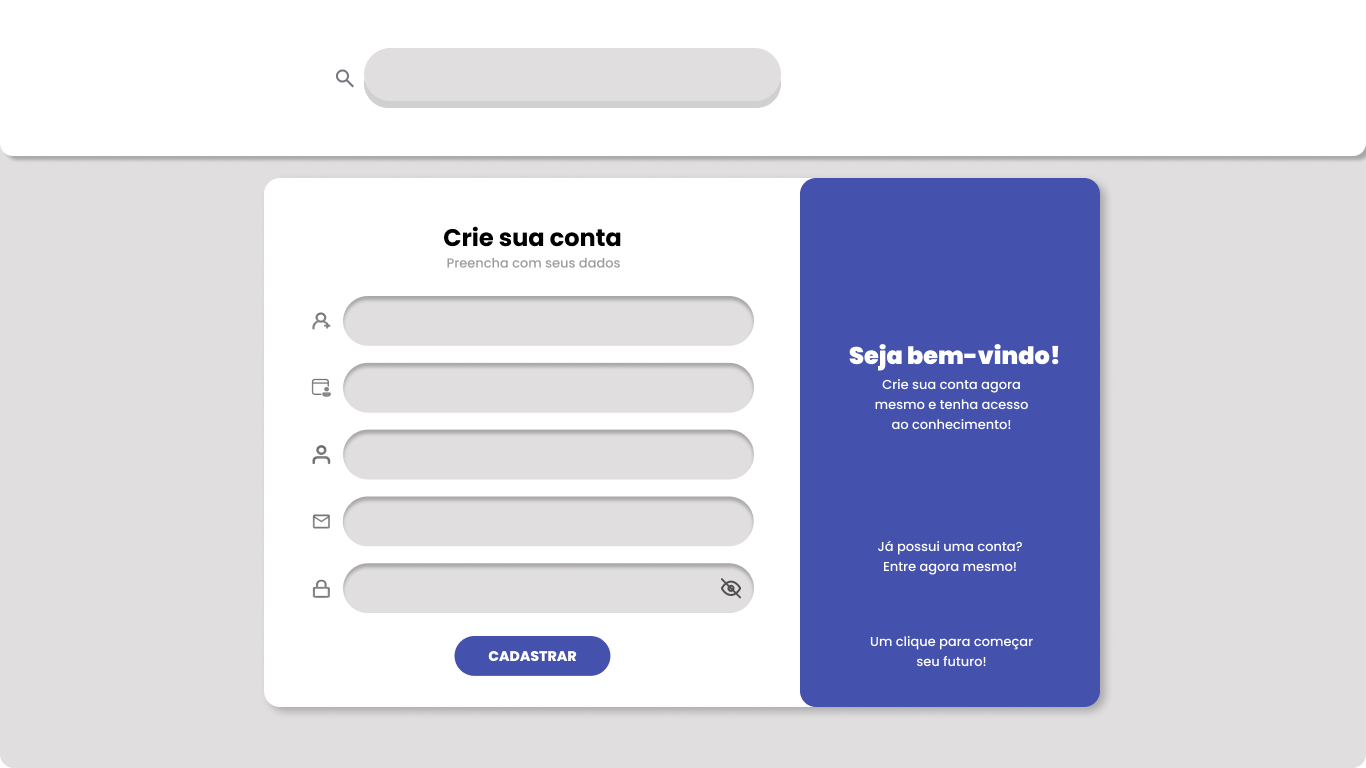 Crie sua conta
Preencha com seus dados
CADASTRAR
Seja bem-vindo!
Crie sua conta agora
mesmo e tenha acesso
ao conhecimento!
Já possui uma conta?
Entre agora mesmo!
Um clique para começar
seu futuro!